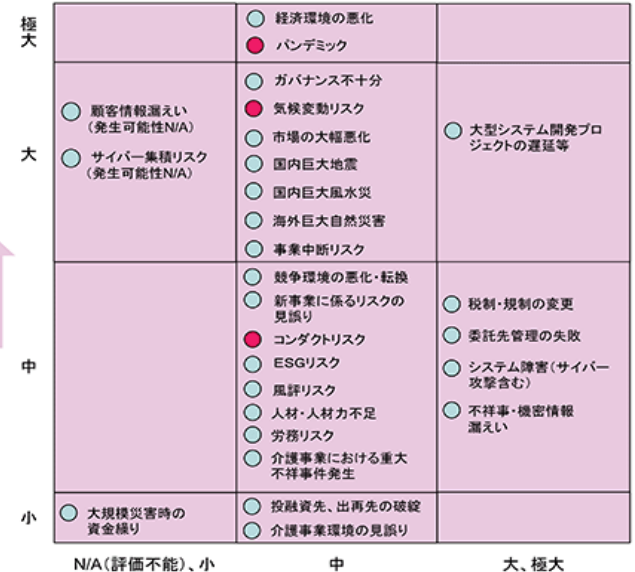 極大
経済環境の悪化
パンデミック
大
顧客情報漏えい
(発生可能性N/A)
サイバー集積リスク
(発生可能性N/A)
ガバナンス不十分
気候変動リスク
市場の大幅悪化
国内巨大地震
国内巨大風水災
海外巨大自然災害
事業中断リスク
大型システム開発プロ
ジェクトの遅延等
中
競争環境の悪化・転換
新事業に係るリスクの
見誤り
コンダクトリスク
ESGリスク
風評リスク
人材・人材力不足
労務リスク
介護事業における重大
不祥事件発生
税制・規制の変更
委託先管理の失敗
システム障害(サイバー
攻撃含む)
不祥事・機密情報
漏えい
小
大規模災害時の
資金繰り
投融資先、出再先の破綻
介護事業環境の見誤り
N/A(評価不能)、小
中
大、極大